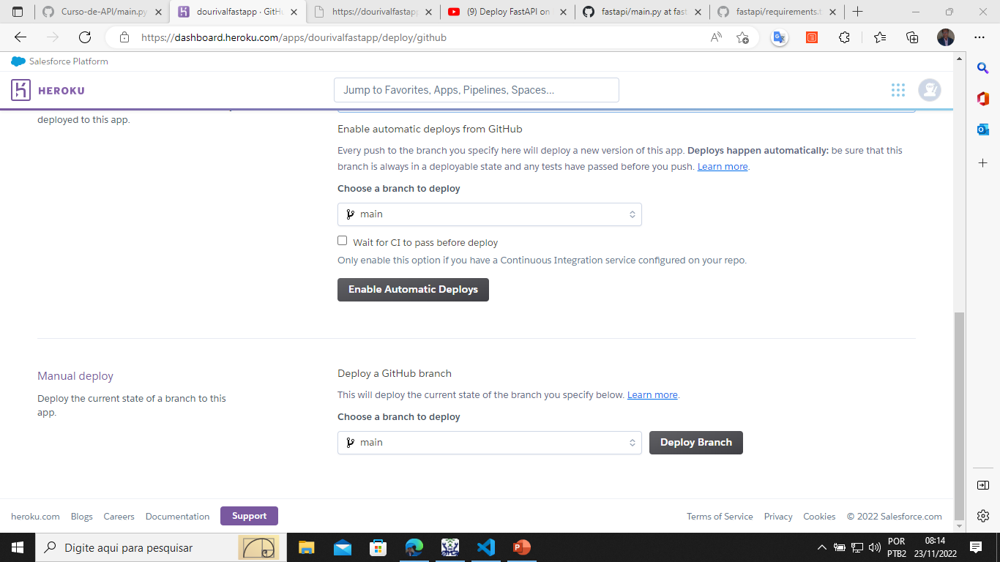 Curso-de-API/main.py
dourivalfastapp · GitHu
https://dourivalfastapp
(9) Deploy FastAPI on
fastapi/main.py at fast
fastapi/requirements.t
https://dashboard.heroku.com/apps/dourivalfastapp/deploy/github
Salesforce Platform
HEROKU
Jump to Favorites, Apps, Pipelines, Spaces...
deployed to this app.
Enable automatic deploys from GitHub
Every push to the branch you specify here will deploy a new version of this app. Deploys happen automatically: be sure that this
branch is always in a deployable state and any tests have passed before you push. Learn more.
Choose a branch to deploy
main
Wait for CI to pass before deploy
Only enable this option if you have a Continuous Integration service configured on your repo.
Enable Automatic Deploys
Manual deploy
Deploy the current state of a branch to this
app.
Deploy a GitHub branch
This will deploy the current state of the branch you specify below. Learn more.
Choose a branch to deploy
main
Deploy Branch
heroku.com Blogs Careers Documentation Support
Terms of Service Privacy Cookies © 2022 Salesforce.com
Digite aqui para pesquisar
POR
PTB2
08:14
23/11/2022